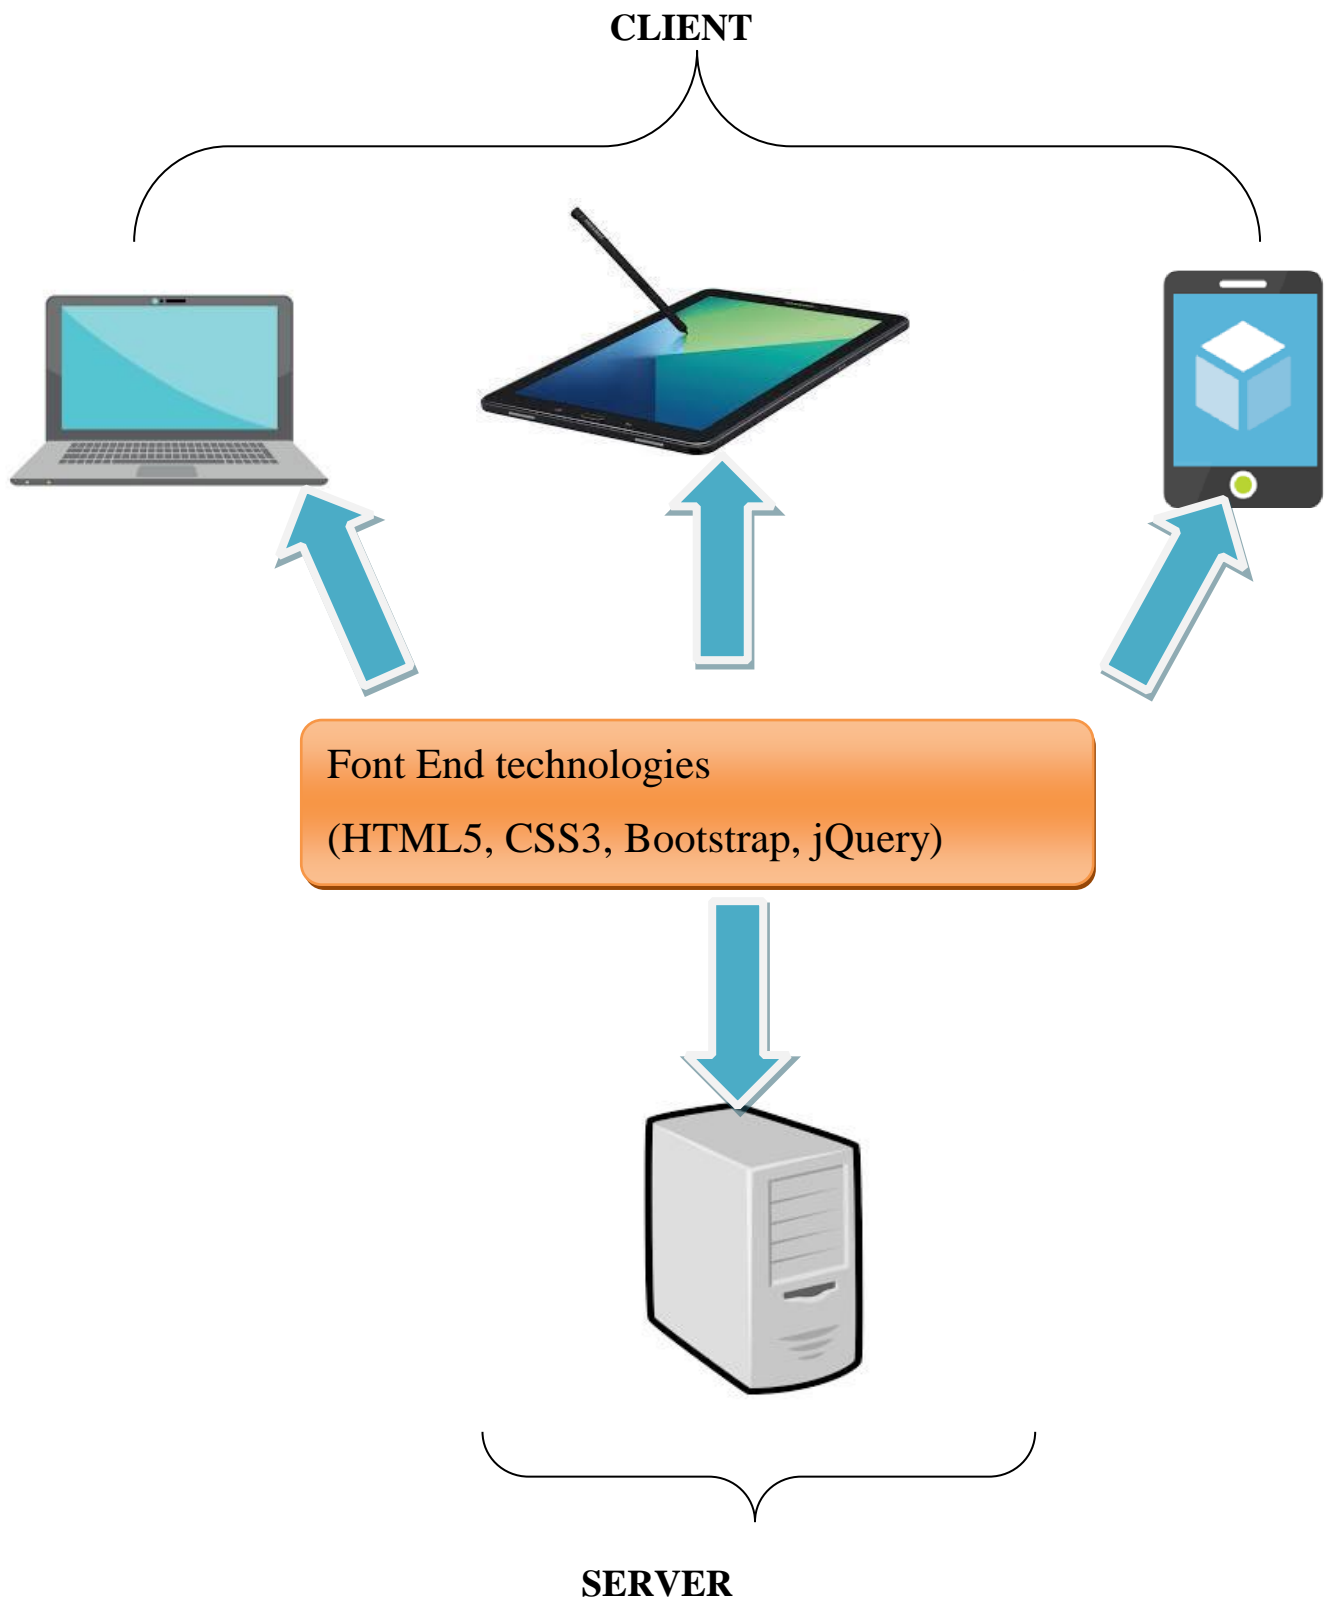 CLIENT
Font End technologies
(HTML5, CSS3, Bootstrap, jQuery)
SERVER